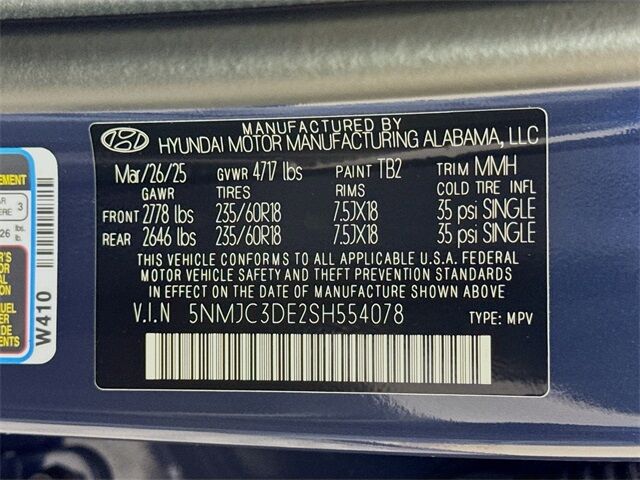 MANUFACTURED BY
HYUNDAI MOTOR MANUFACTURING ALABAMA, LLC
Mar/26/25 GVWR 4717 lbs PAINT TB2 TRIM MMH
GAWR TIRES RIMS COLD TIRE INFL
FRONT 2778 lbs 235/60R18 7.5JX18 35 psi SINGLE
REAR 2646 lbs 235/60R18 7.5JX18 35 psi SINGLE
THIS VEHICLE CONFORMS TO ALL APPLICABLE U.S.A. FEDERAL
MOTOR VEHICLE SAFETY AND THEFT PREVENTION STANDARDS
IN EFFECT ON THE DATE OF MANUFACTURE SHOWN ABOVE
V.I.N 5NMJC3DE2SH554078 TYPE: MPV
W410
3
26